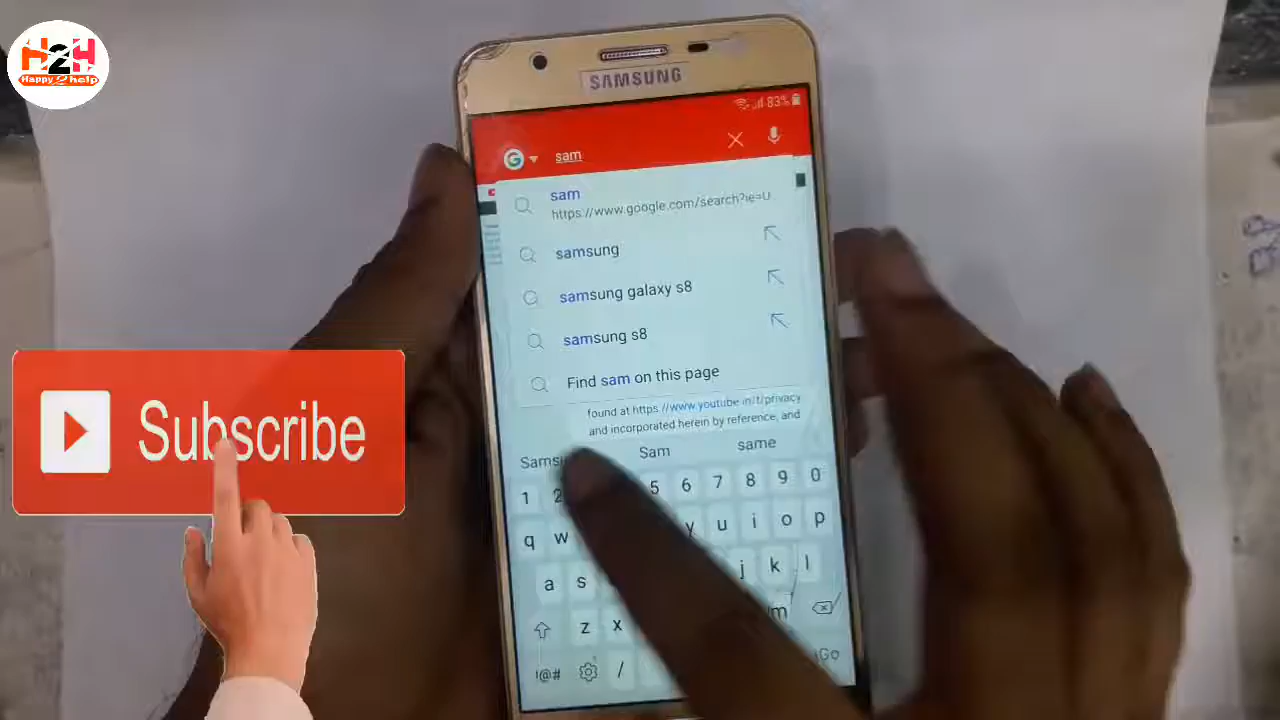 H2H
Happy 2 help
SAMSUNG
83%
sam
sam
https://www.google.com/search?ie=U
samsung
samsung galaxy s8
samsung s8
Find sam on this page
found at https://www.youtube.in/t/privacy
and incorporated herein by reference, and
Sam same
1 2 5 6 7 8 9 0
q w y u i o p
a s j k l
z x m
!@# / Go
Subscribe